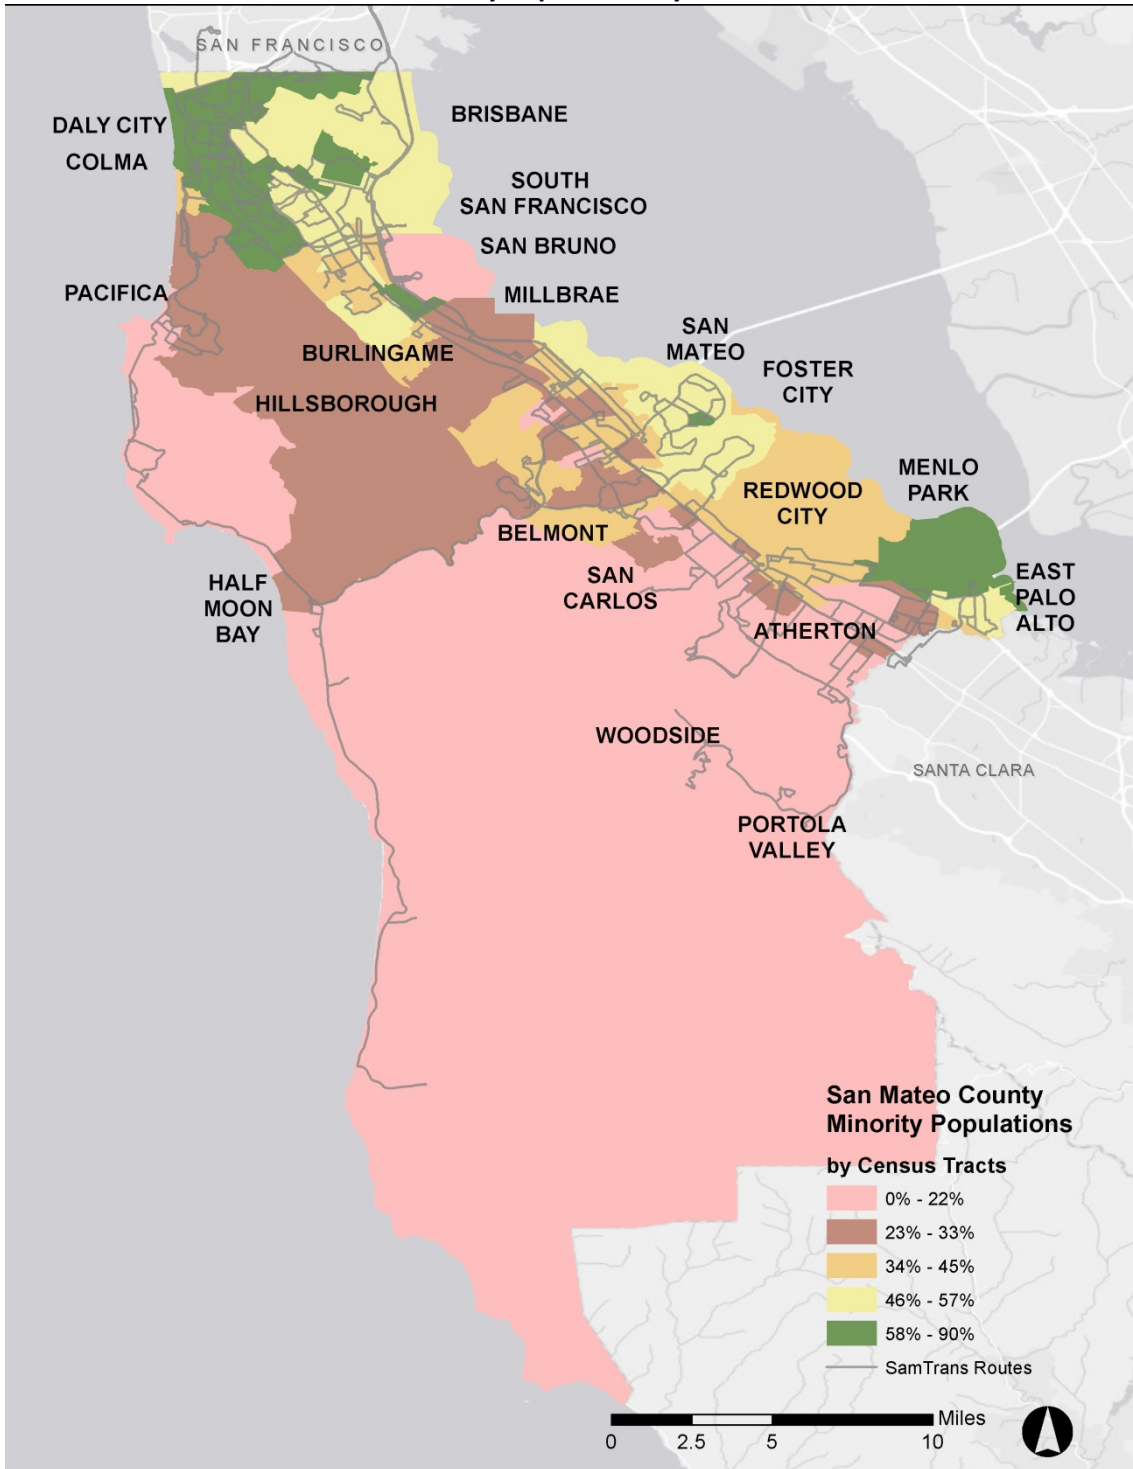 SAN FRANCISCO
DALY CITY
COLMA
BRISBANE
SOUTH
SAN FRANCISCO
SAN BRUNO
PACIFICA
MILLBRAE
SAN
MATEO
BURLINGAME
FOSTER
CITY
HILLSBOROUGH
MENLO
PARK
REDWOOD
CITY
BELMONT
HALF
MOON
BAY
SAN
CARLOS
EAST
PALO
ALTO
ATHERTON
WOODSIDE
SANTA CLARA
PORTOLA
VALLEY
San Mateo County
Minority Populations
by Census Tracts
0% - 22%
23% - 33%
34% - 45%
46% - 57%
58% - 90%
SamTrans Routes
Miles
0 2.5 5 10